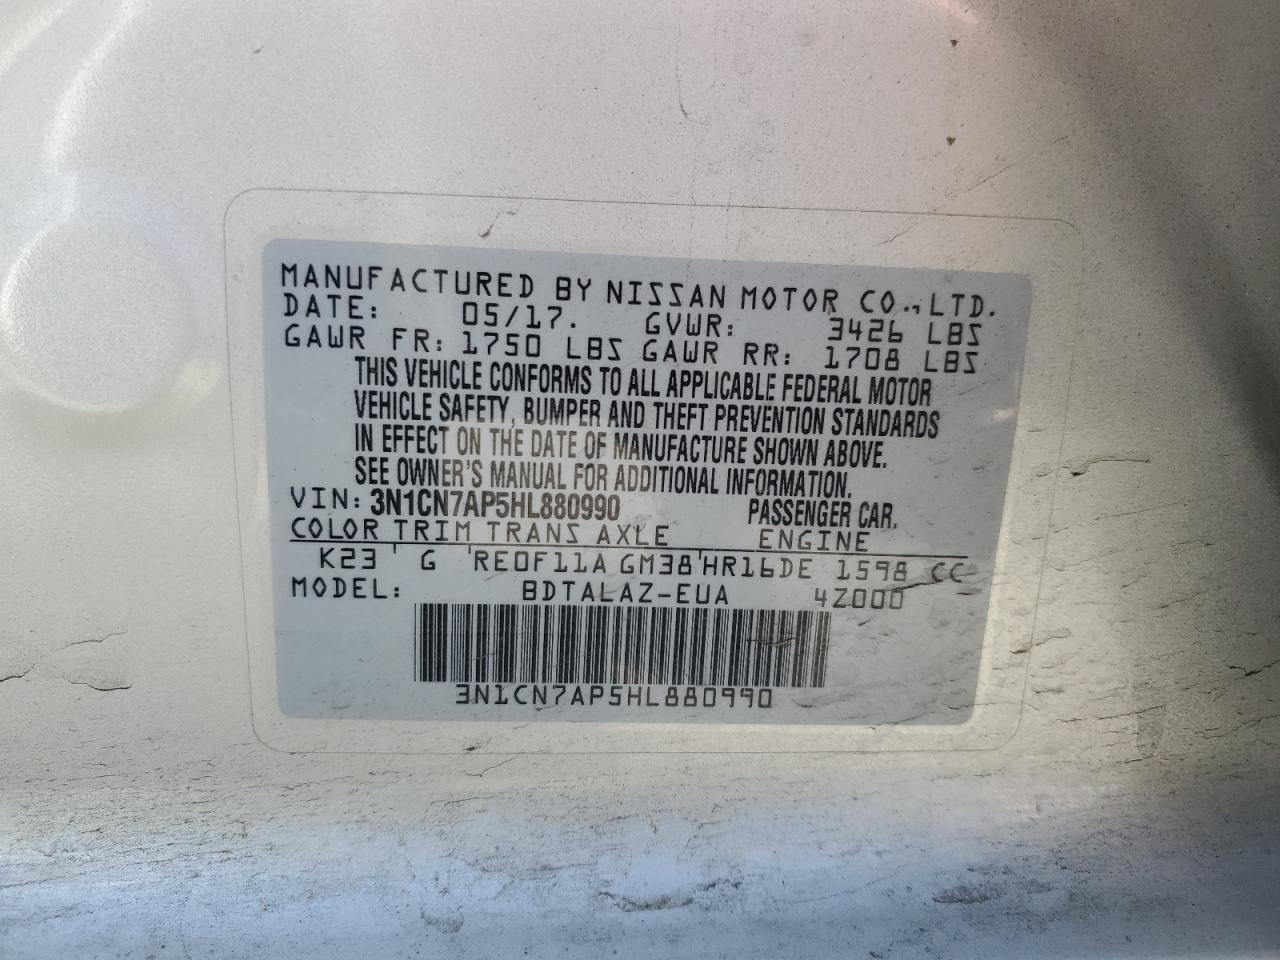 MANUFACTURED BY NISSAN MOTOR CO., LTD.
DATE: 05/17. GVWR: 3426 LBS
GAWR FR: 1750 LBS GAWR RR: 1708 LBS
THIS VEHICLE CONFORMS TO ALL APPLICABLE FEDERAL MOTOR
VEHICLE SAFETY, BUMPER AND THEFT PREVENTION STANDARDS
IN EFFECT ON THE DATE OF MANUFACTURE SHOWN ABOVE.
SEE OWNER'S MANUAL FOR ADDITIONAL INFORMATION.
VIN: 3N1CN7AP5HL880990 PASSENGER CAR.
COLOR TRIM TRANS AXLE ENGINE
K23 ' G ' RE0F11A GM38 ' HR16DE 1598 CC
MODEL: BDTALAZ-EUA 4Z000
3N1CN7AP5HL880990